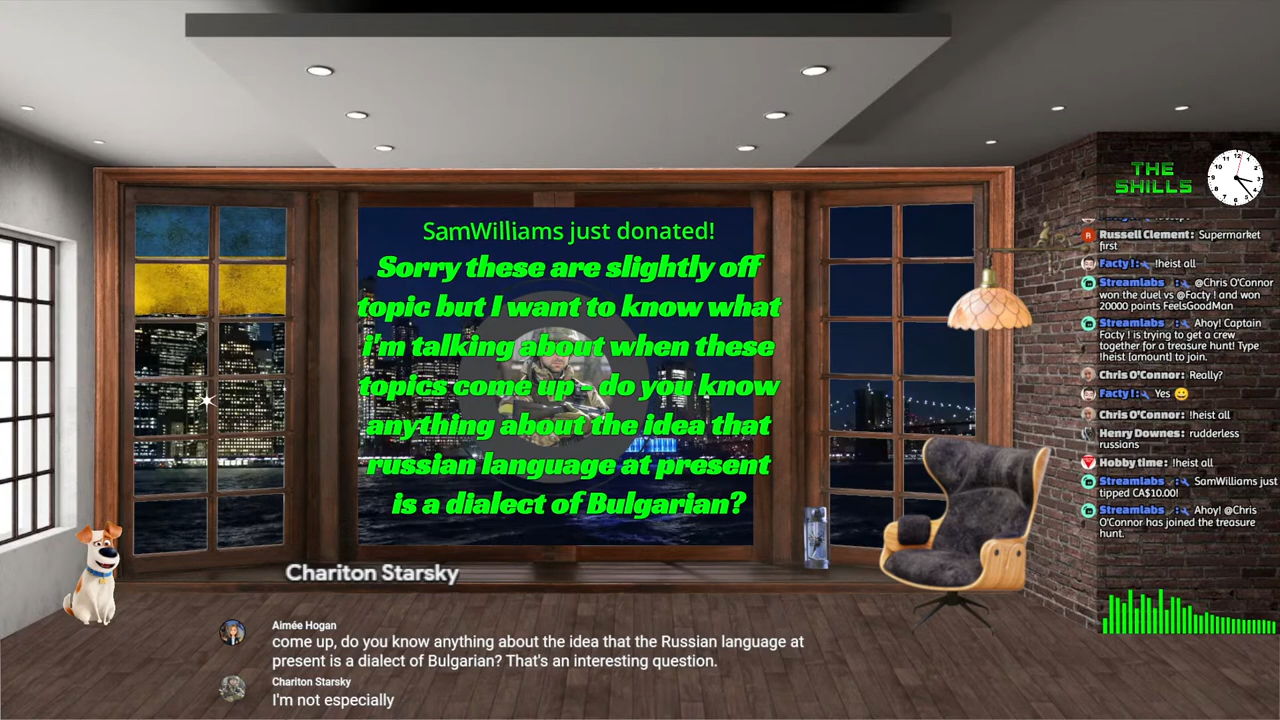 SamWilliams just donated!
Sorry these are slightly off
topic but I want to know what
i'm talking about when these
topics come up - do you know
anything about the idea that
russian language at present
is a dialect of Bulgarian?
Chariton Starsky
Aimée Hogan
come up, do you know anything about the idea that the Russian language at
present is a dialect of Bulgarian? That's an interesting question.
Chariton Starsky
I'm not especially
THE
SHILLS
Russell Clement: Supermarket
first
Facty !: !heist all
Streamlabs : @Chris O'Connor
won the duel vs @Facty ! and won
20000 points FeelsGoodMan
Streamlabs : Ahoy! Captain
Facty ! is trying to get a crew
together for a treasure hunt! Type
!heist [amount] to join.
Chris O'Connor: Really?
Facty !: Yes 😀
Chris O'Connor: !heist all
Henry Downes: rudderless
russians
Hobby time: !heist all
Streamlabs : SamWilliams just
tipped CA$10.00!
Streamlabs : Ahoy! @Chris
O'Connor has joined the treasure
hunt.